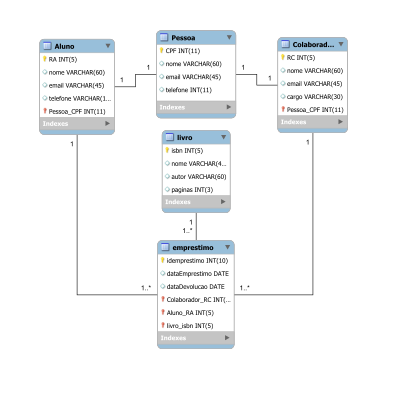 Aluno
RA INT(5)
nome VARCHAR(60)
email VARCHAR(45)
telefone VARCHAR(1...
Pessoa_CPF INT(11)
Indexes
Pessoa
CPF INT(11)
nome VARCHAR(60)
email VARCHAR(45)
telefone INT(11)
Indexes
Colaborad...
RC INT(5)
nome VARCHAR(60)
email VARCHAR(45)
cargo VARCHAR(30)
Pessoa_CPF INT(11)
Indexes
1
1
1
1
livro
isbn INT(5)
nome VARCHAR(4...
autor VARCHAR(60)
paginas INT(3)
Indexes
1
1
1
1..*
emprestimo
idemprestimo INT(10)
dataEmprestimo DATE
dataDevolucao DATE
Colaborador_RC INT(...
Aluno_RA INT(5)
livro_isbn INT(5)
Indexes
1..*
1..*